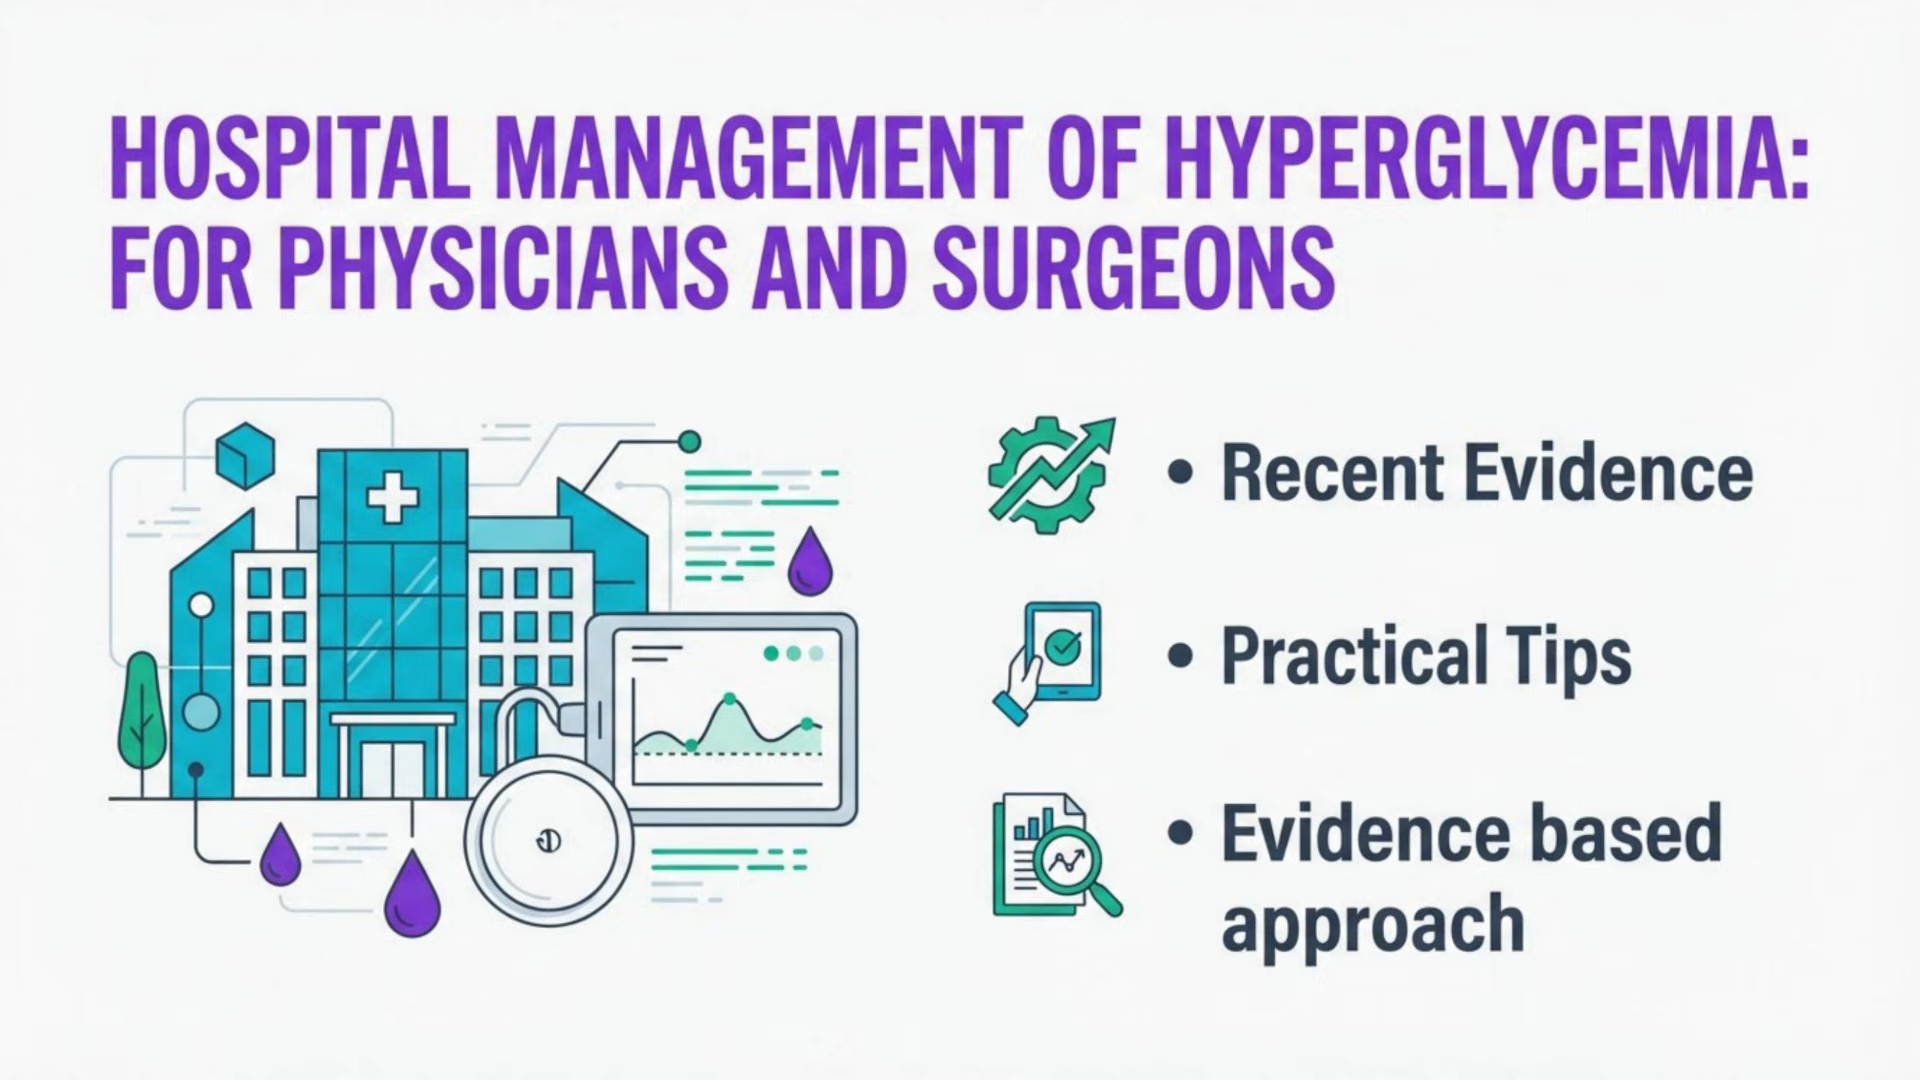 HOSPITAL MANAGEMENT OF HYPERGLYCEMIA:
FOR PHYSICIANS AND SURGEONS
• Recent Evidence
• Practical Tips
• Evidence based
approach